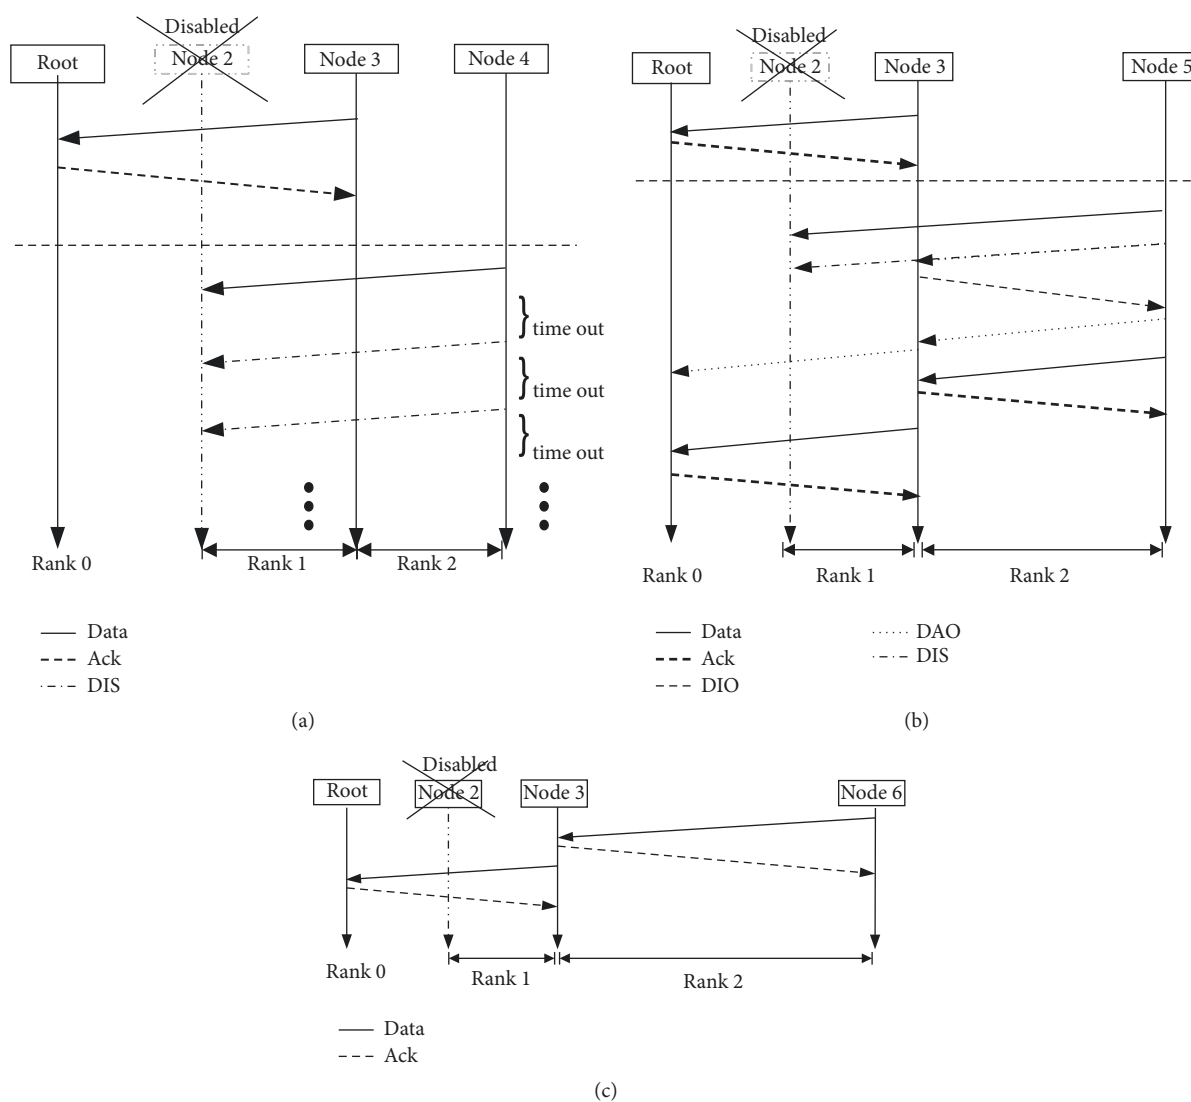 Disabled
Root
Node 2
Node 3
Node 4
time out
time out
time out
Rank 0
Rank 1
Rank 2
Data
Ack
DIS
(a)
Disabled
Root
Node 2
Node 3
Node 5
Rank 0
Rank 1
Rank 2
Data
Ack
DIO
DAO
DIS
(b)
Disabled
Root
Node 2
Node 3
Node 6
Rank 0
Rank 1
Rank 2
Data
Ack
(c)